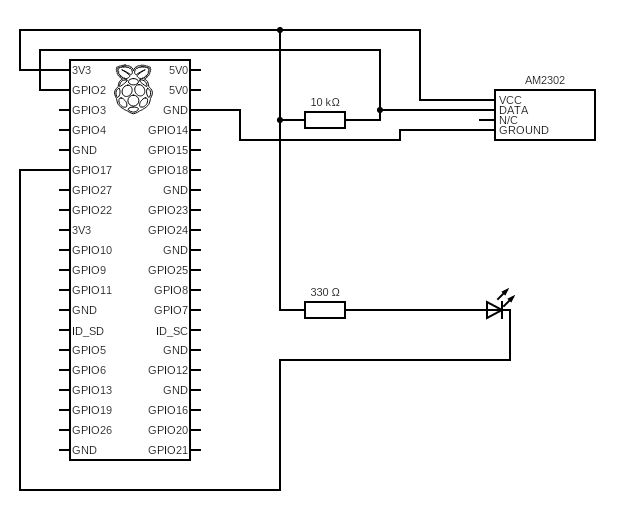 AM2302
3V3 5V0
GPIO2 5V0
10 kΩ
VCC
GPIO3 GND
DATA
N/C
GPIO4 GPIO14
GROUND
GND GPIO15
GPIO17 GPIO18
GPIO27 GND
GPIO22 GPIO23
3V3 GPIO24
GPIO10 GND
GPIO9 GPIO25
GPIO11 GPIO8
330 Ω
GND GPIO7
ID_SD ID_SC
GPIO5 GND
GPIO6 GPIO12
GPIO13 GND
GPIO19 GPIO16
GPIO26 GPIO20
GND GPIO21